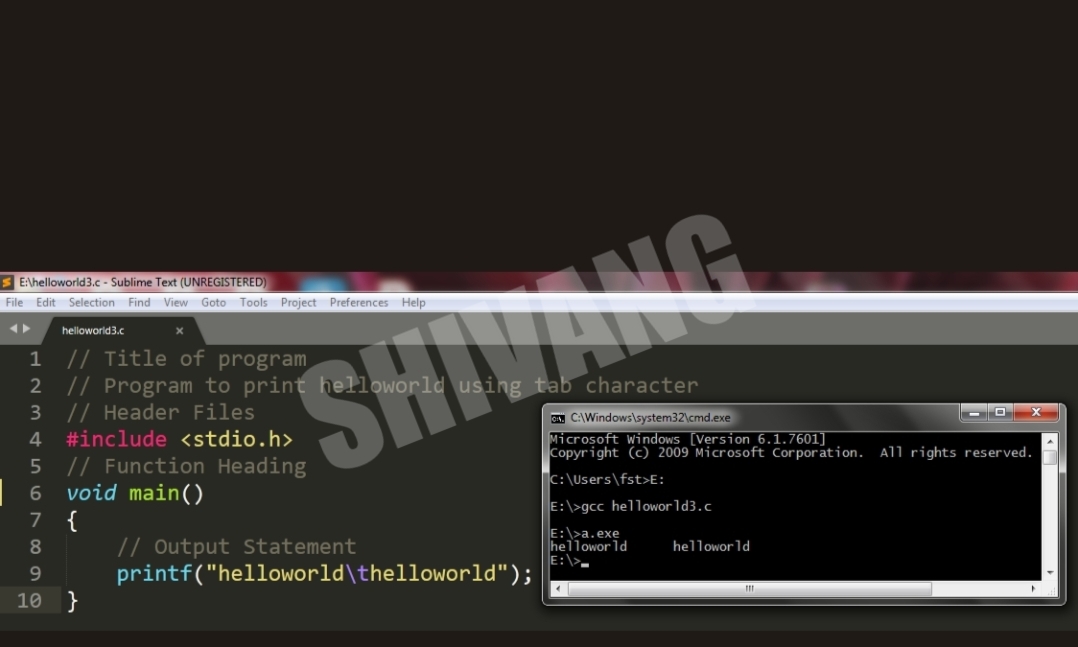 SHIVANG
E:\helloworld3.c - Sublime Text (UNREGISTERED)
File Edit Selection Find View Goto Tools Project Preferences Help
helloworld3.c x
1 // Title of program
2 // Program to print helloworld using tab character
3 // Header Files
4 #include <stdio.h>
5 // Function Heading
6 void main()
7 {
8 // Output Statement
9 printf("helloworld\thelloworld");
10 }
C:\Windows\system32\cmd.exe
Microsoft Windows [Version 6.1.7601]
Copyright (c) 2009 Microsoft Corporation. All rights reserved.
C:\Users\fst>E:
E:\>gcc helloworld3.c
E:\>a.exe
helloworld helloworld
E:\>